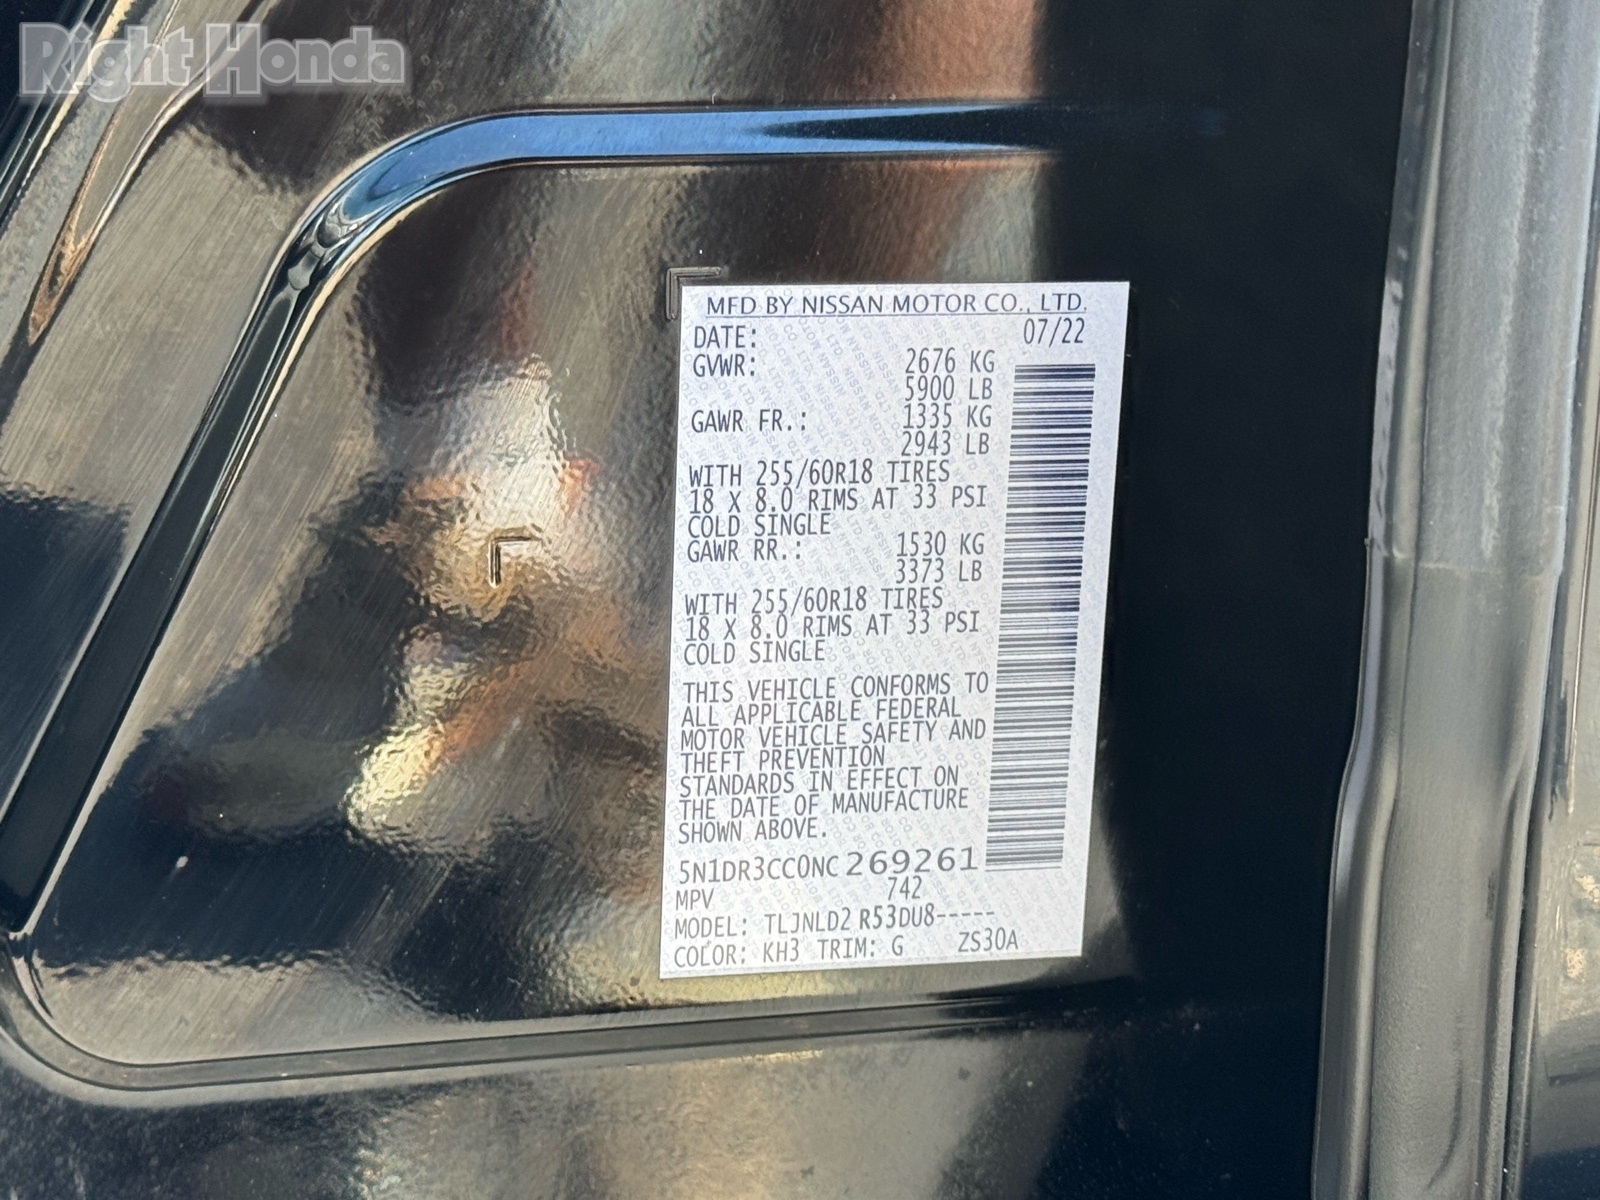 Right Honda
MFD BY NISSAN MOTOR CO., LTD.
DATE: 07/22
GVWR: 2676 KG
5900 LB
GAWR FR.: 1335 KG
2943 LB
WITH 255/60R18 TIRES
18 X 8.0 RIMS AT 33 PSI
COLD SINGLE
GAWR RR.: 1530 KG
3373 LB
WITH 255/60R18 TIRES
18 X 8.0 RIMS AT 33 PSI
COLD SINGLE
THIS VEHICLE CONFORMS TO
ALL APPLICABLE FEDERAL
MOTOR VEHICLE SAFETY AND
THEFT PREVENTION
STANDARDS IN EFFECT ON
THE DATE OF MANUFACTURE
SHOWN ABOVE.
5N1DR3CC0NC 269261
MPV 742
MODEL: TLJNLD2 R53DU8-----
COLOR: KH3 TRIM: G ZS30A